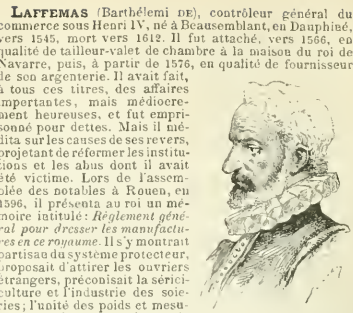 LAFFEMAS (Barthélemi DE), contrôleur général du
commerce sous Henri IV, né à Beausemblant, en Dauphiné,
vers 1545, mort vers 1612. Il fut attaché, vers 1566, en
qualité de tailleur-valet de chambre à la maison du roi de
Navarre, puis, à partir de 1576, en qualité de fournisseur
de son argenterie. Il avait fait,
à tous ces titres, des affaires
importantes, mais médiocre-
ment heureuses, et fut empri-
sonné pour dettes. Mais il mé-
dita sur les causes de ses revers,
projetant de réformer les institu-
tions et les abus dont il avait
été victime. Lors de l'assem-
blée des notables à Rouen, en
1596, il présenta au roi un mé-
moire intitulé : Règlement géné-
ral pour dresser les manufactu-
res en ce royaume. Il s'y montrait
partisan du système protecteur,
proposait d'attirer les ouvriers
étrangers, préconisait la sérici-
culture et l'industrie des soie-
ries; l'unité des poids et mesu-